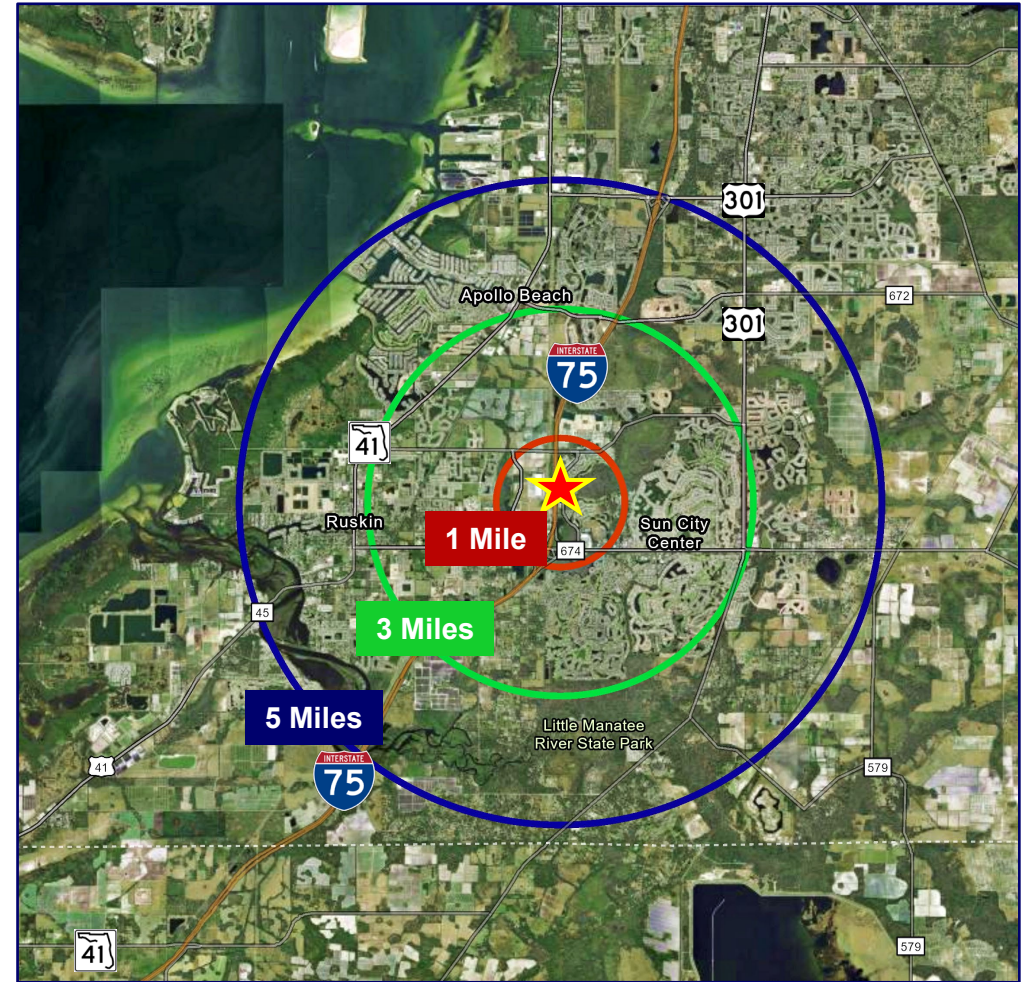 301
Apollo Beach
672
301
INTERSTATE
75
41
Ruskin
1 Mile
Sun City
Center
674
45
3 Miles
5 Miles
Little Manatee
River State Park
41
INTERSTATE
75
579
41
579